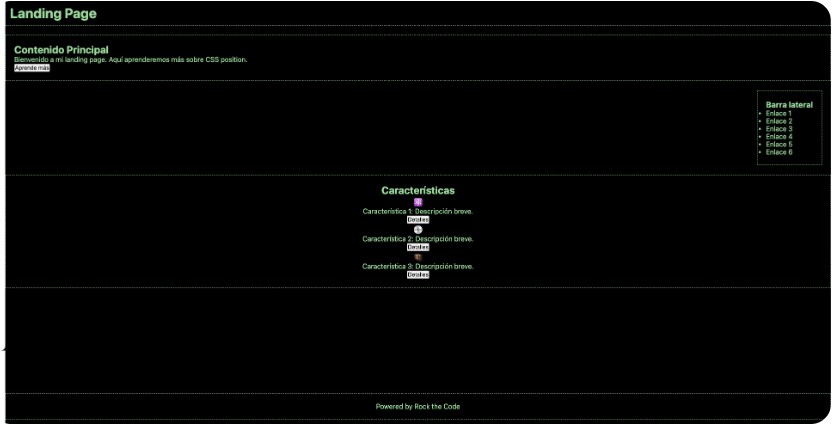 Landing Page
Contenido Principal
Bienvenido a mi landing page. Aquí aprenderemos más sobre CSS position.
Aprende más
Barra lateral
Enlace 1
Enlace 2
Enlace 3
Enlace 4
Enlace 5
Enlace 6
Características
Característica 1: Descripción breve.
Detalles
Característica 2: Descripción breve.
Detalles
Característica 3: Descripción breve.
Detalles
Powered by Rock the Code